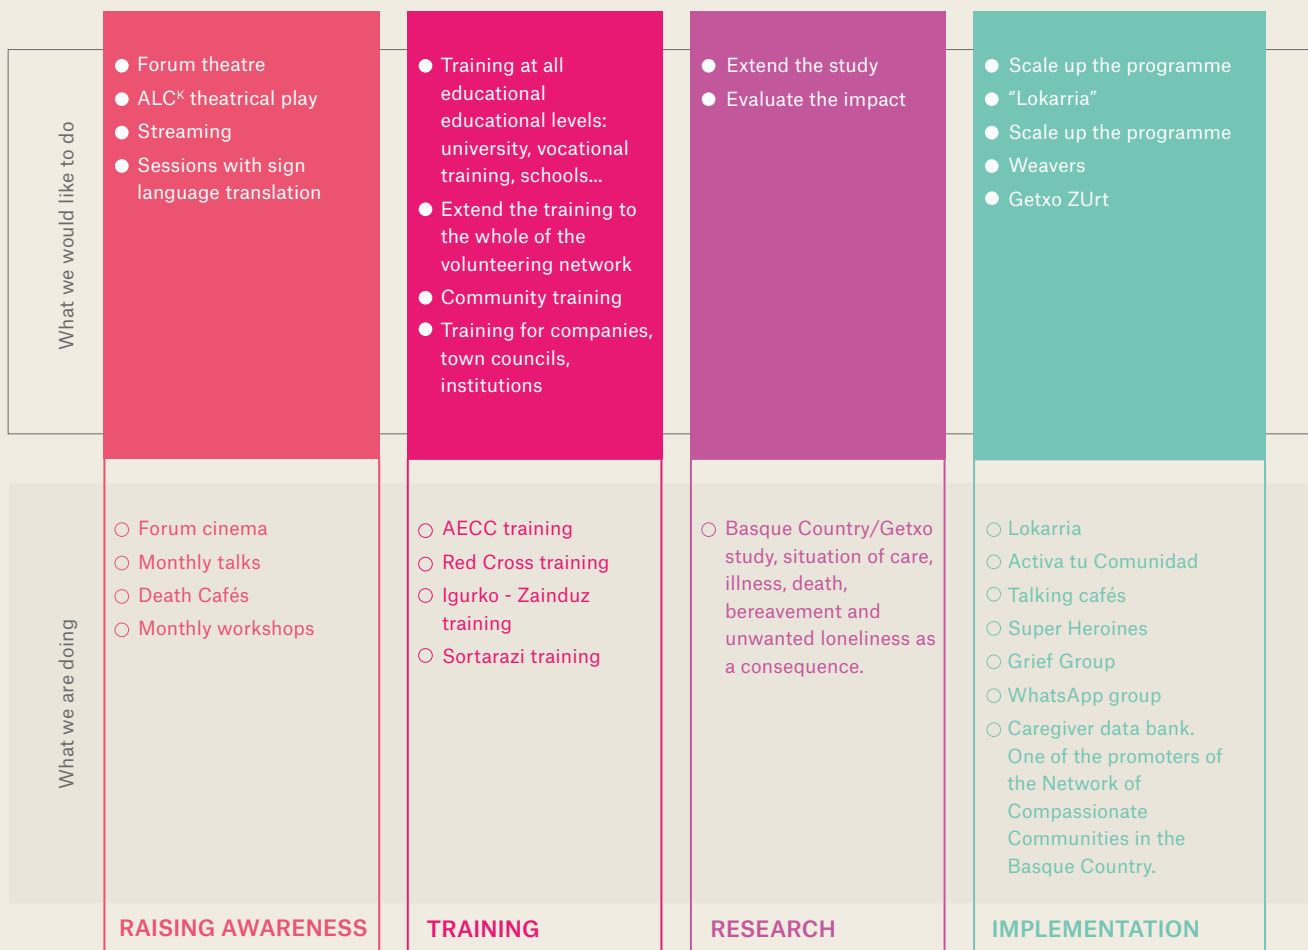 What we would like to do
Forum theatre
ALCᴷ theatrical play
Streaming
Sessions with sign
language translation
Training at all
educational
educational levels:
university, vocational
training, schools...
Extend the training to
the whole of the
volunteering network
Community training
Training for companies,
town councils,
institutions
Extend the study
Evaluate the impact
Scale up the programme
“Lokarria”
Scale up the programme
Weavers
Getxo ZUrt
What we are doing
Forum cinema
Monthly talks
Death Cafés
Monthly workshops
AECC training
Red Cross training
Igurko - Zainduz
training
Sortarazi training
Basque Country/Getxo
study, situation of care,
illness, death,
bereavement and
unwanted loneliness as
a consequence.
Lokarria
Activa tu Comunidad
Talking cafés
Super Heroines
Grief Group
WhatsApp group
Caregiver data bank.
One of the promoters of
the Network of
Compassionate
Communities in the
Basque Country.
RAISING AWARENESS
TRAINING
RESEARCH
IMPLEMENTATION